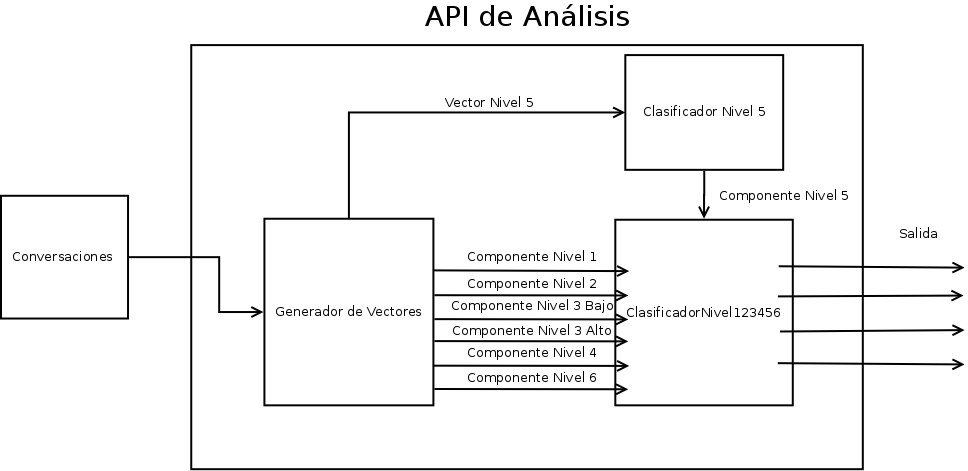 API de Análisis
Vector Nivel 5
Clasificador Nivel 5
Componente Nivel 5
Salida
Conversaciones
Componente Nivel 1
Componente Nivel 2
Componente Nivel 3 Bajo
Generador de Vectores
ClasificadorNivel123456
Componente Nivel 3 Alto
Componente Nivel 4
Componente Nivel 6